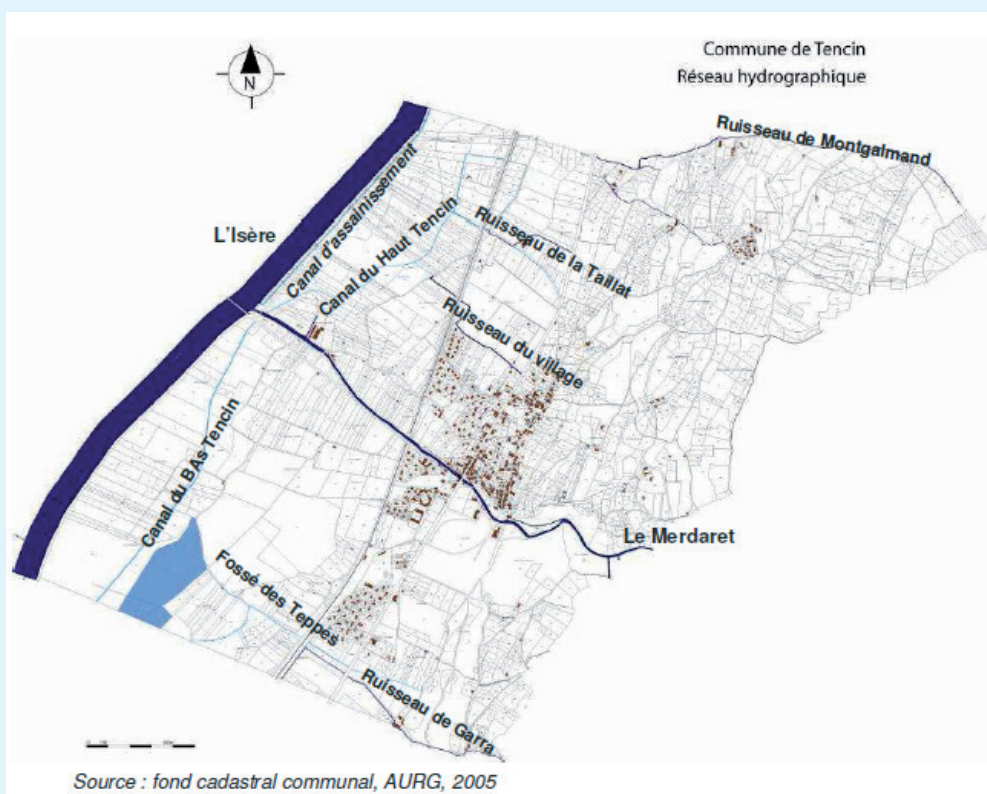 Commune de Tencin
Réseau hydrographique
N
Ruisseau de Montgalmand
L'Isère
Canal d'assainissement
Canal du Haut Tencin
Ruisseau de la Taillat
Ruisseau du village
Canal du BAs Tencin
Le Merdaret
Fossé des Teppes
Ruisseau de Garra
Source : fond cadastral communal, AURG, 2005